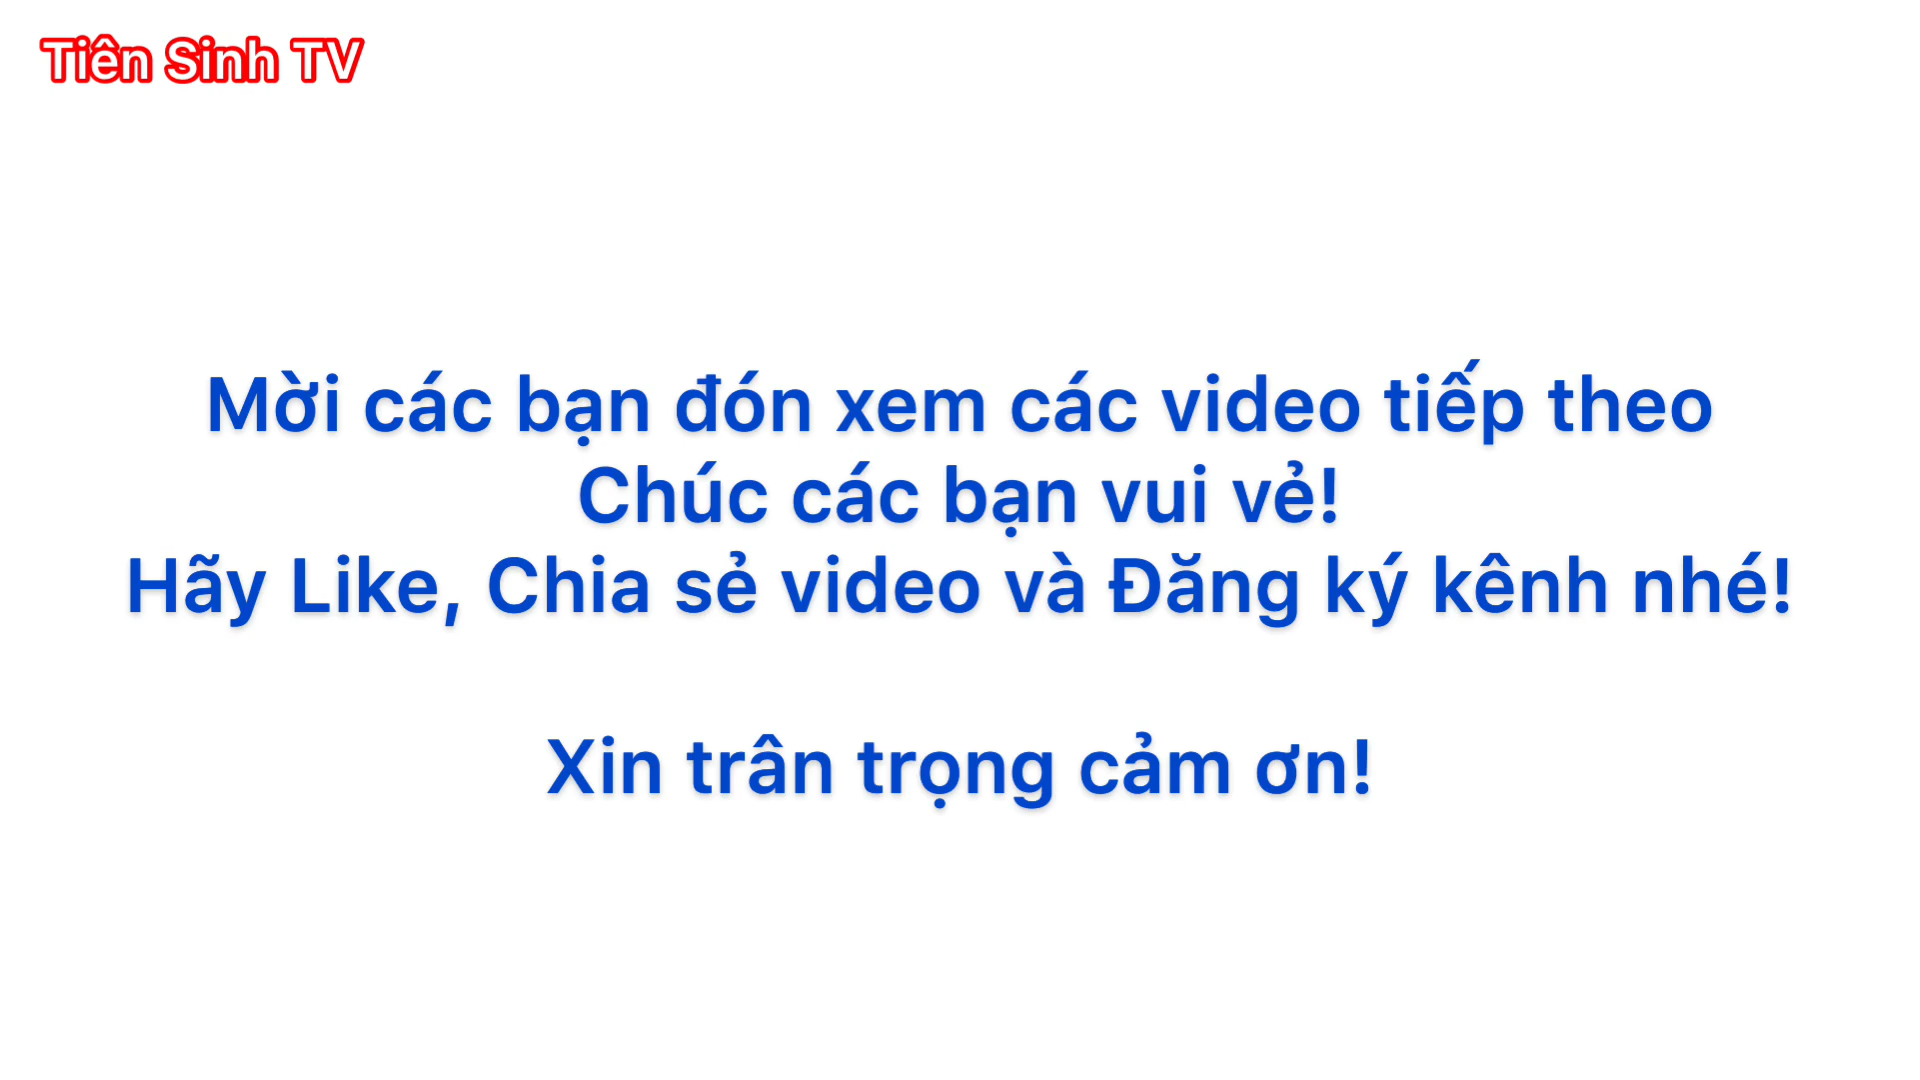 Tiên Sinh TV
Mời các bạn đón xem các video tiếp theo
Chúc các bạn vui vẻ!
Hãy Like, Chia sẻ video và Đăng ký kênh nhé!
Xin trân trọng cảm ơn!